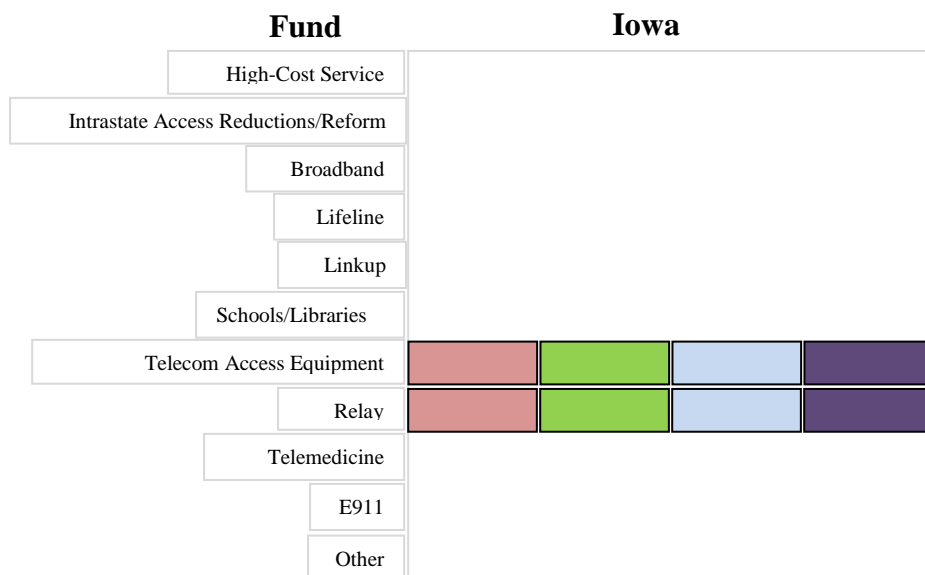 Fund Iowa
High-Cost Service
Intrastate Access Reductions/Reform
Broadband
Lifeline
Linkup
Schools/Libraries
Telecom Access Equipment
Relay
Telemedicine
E911
Other